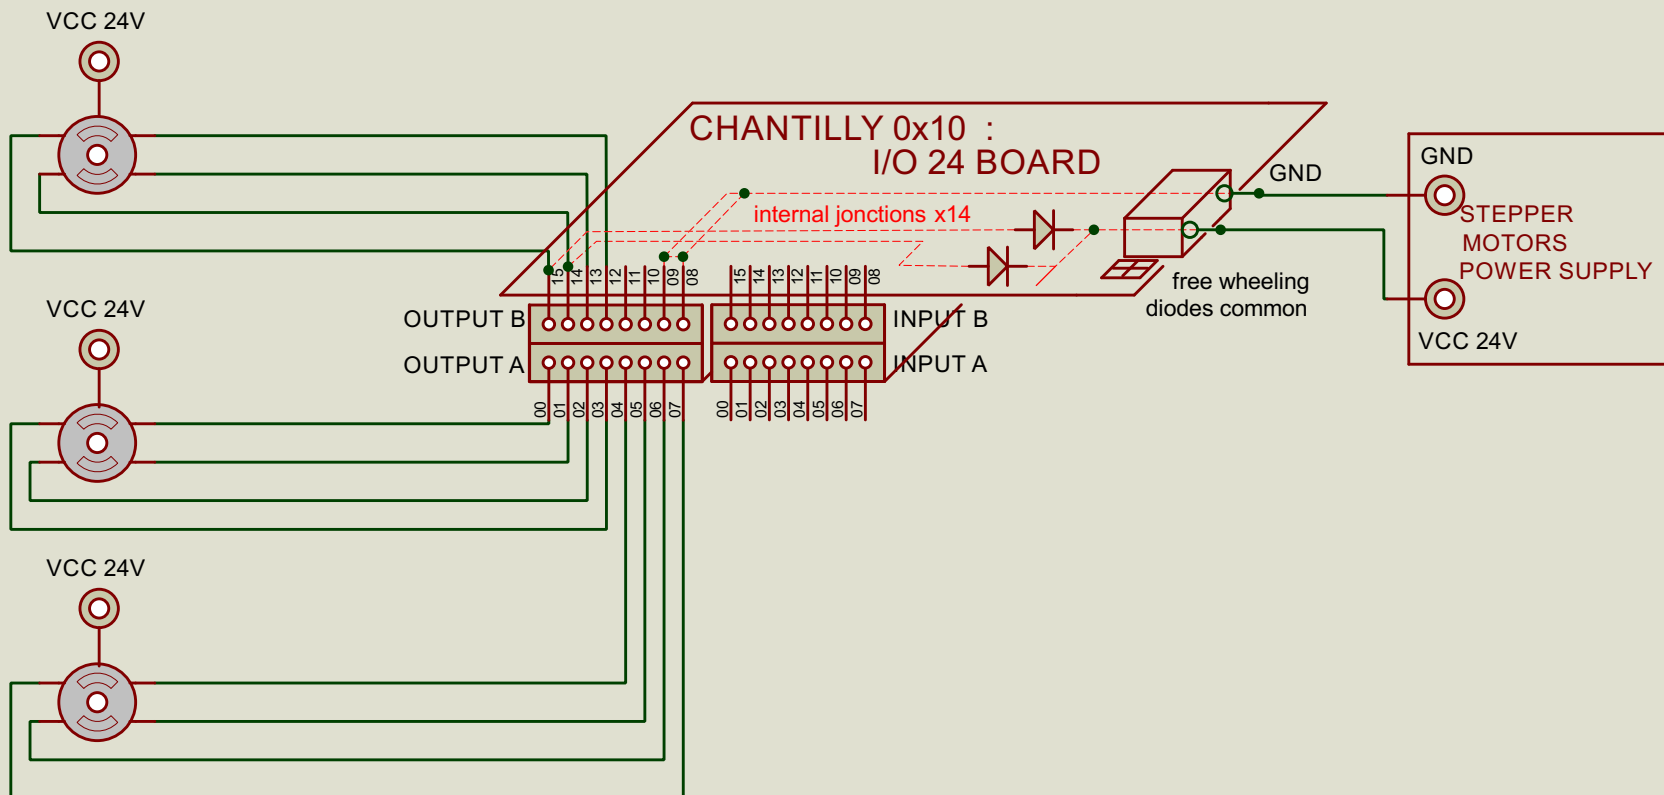 VCC 24V
CHANTILLY 0x10 :
I/O 24 BOARD
GND
GND
internal jonctions x14
STEPPER
MOTORS
POWER SUPPLY
free wheeling
diodes common
VCC 24V
15 14 13 12 11 10 09 08
15 14 13 12 11 10 09 08
VCC 24V
OUTPUT B
INPUT B
OUTPUT A
INPUT A
00 01 02 03 04 05 06 07
00 01 02 03 04 05 06 07
VCC 24V